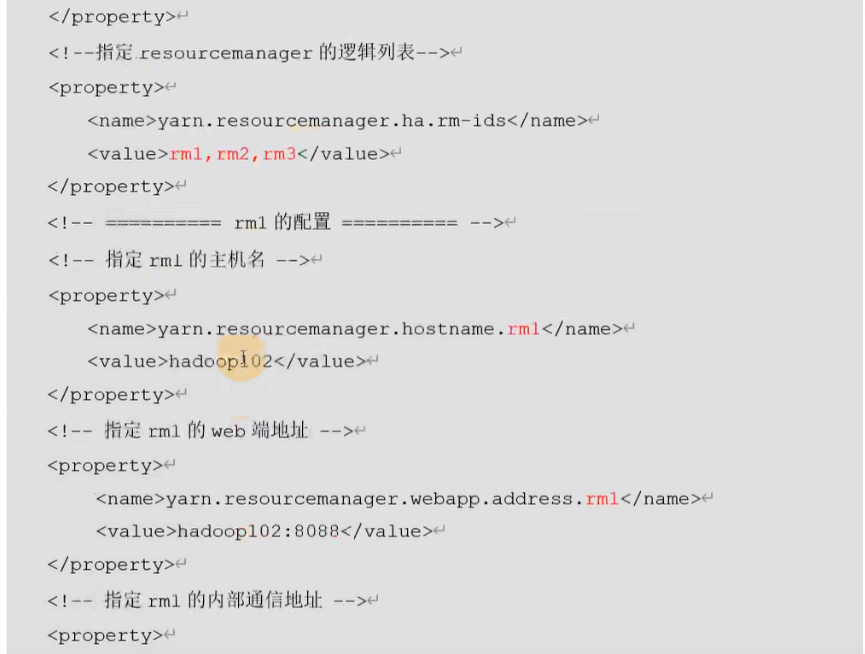 </property>
<!--指定 resourcemanager 的逻辑列表-->
<property>
<name>yarn.resourcemanager.ha.rm-ids</name>
<value>rm1,rm2,rm3</value>
</property>
<!-- ========== rm1 的配置 ========== -->
<!-- 指定 rm1 的主机名 -->
<property>
<name>yarn.resourcemanager.hostname.rm1</name>
<value>hadoop102</value>
</property>
<!-- 指定 rm1 的 web 端地址 -->
<property>
<name>yarn.resourcemanager.webapp.address.rm1</name>
<value>hadoop102:8088</value>
</property>
<!-- 指定 rm1 的内部通信地址 -->
<property>